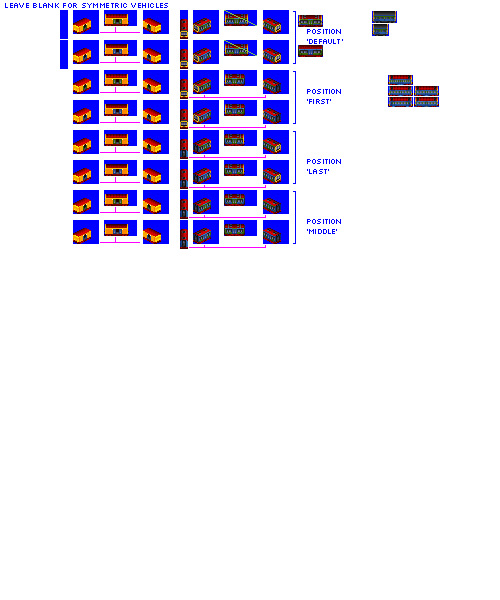 LEAVE BLANK FOR SYMMETRIC VEHICLES
POSITION
'DEFAULT'
POSITION
'FIRST'
POSITION
'LAST'
POSITION
'MIDDLE'